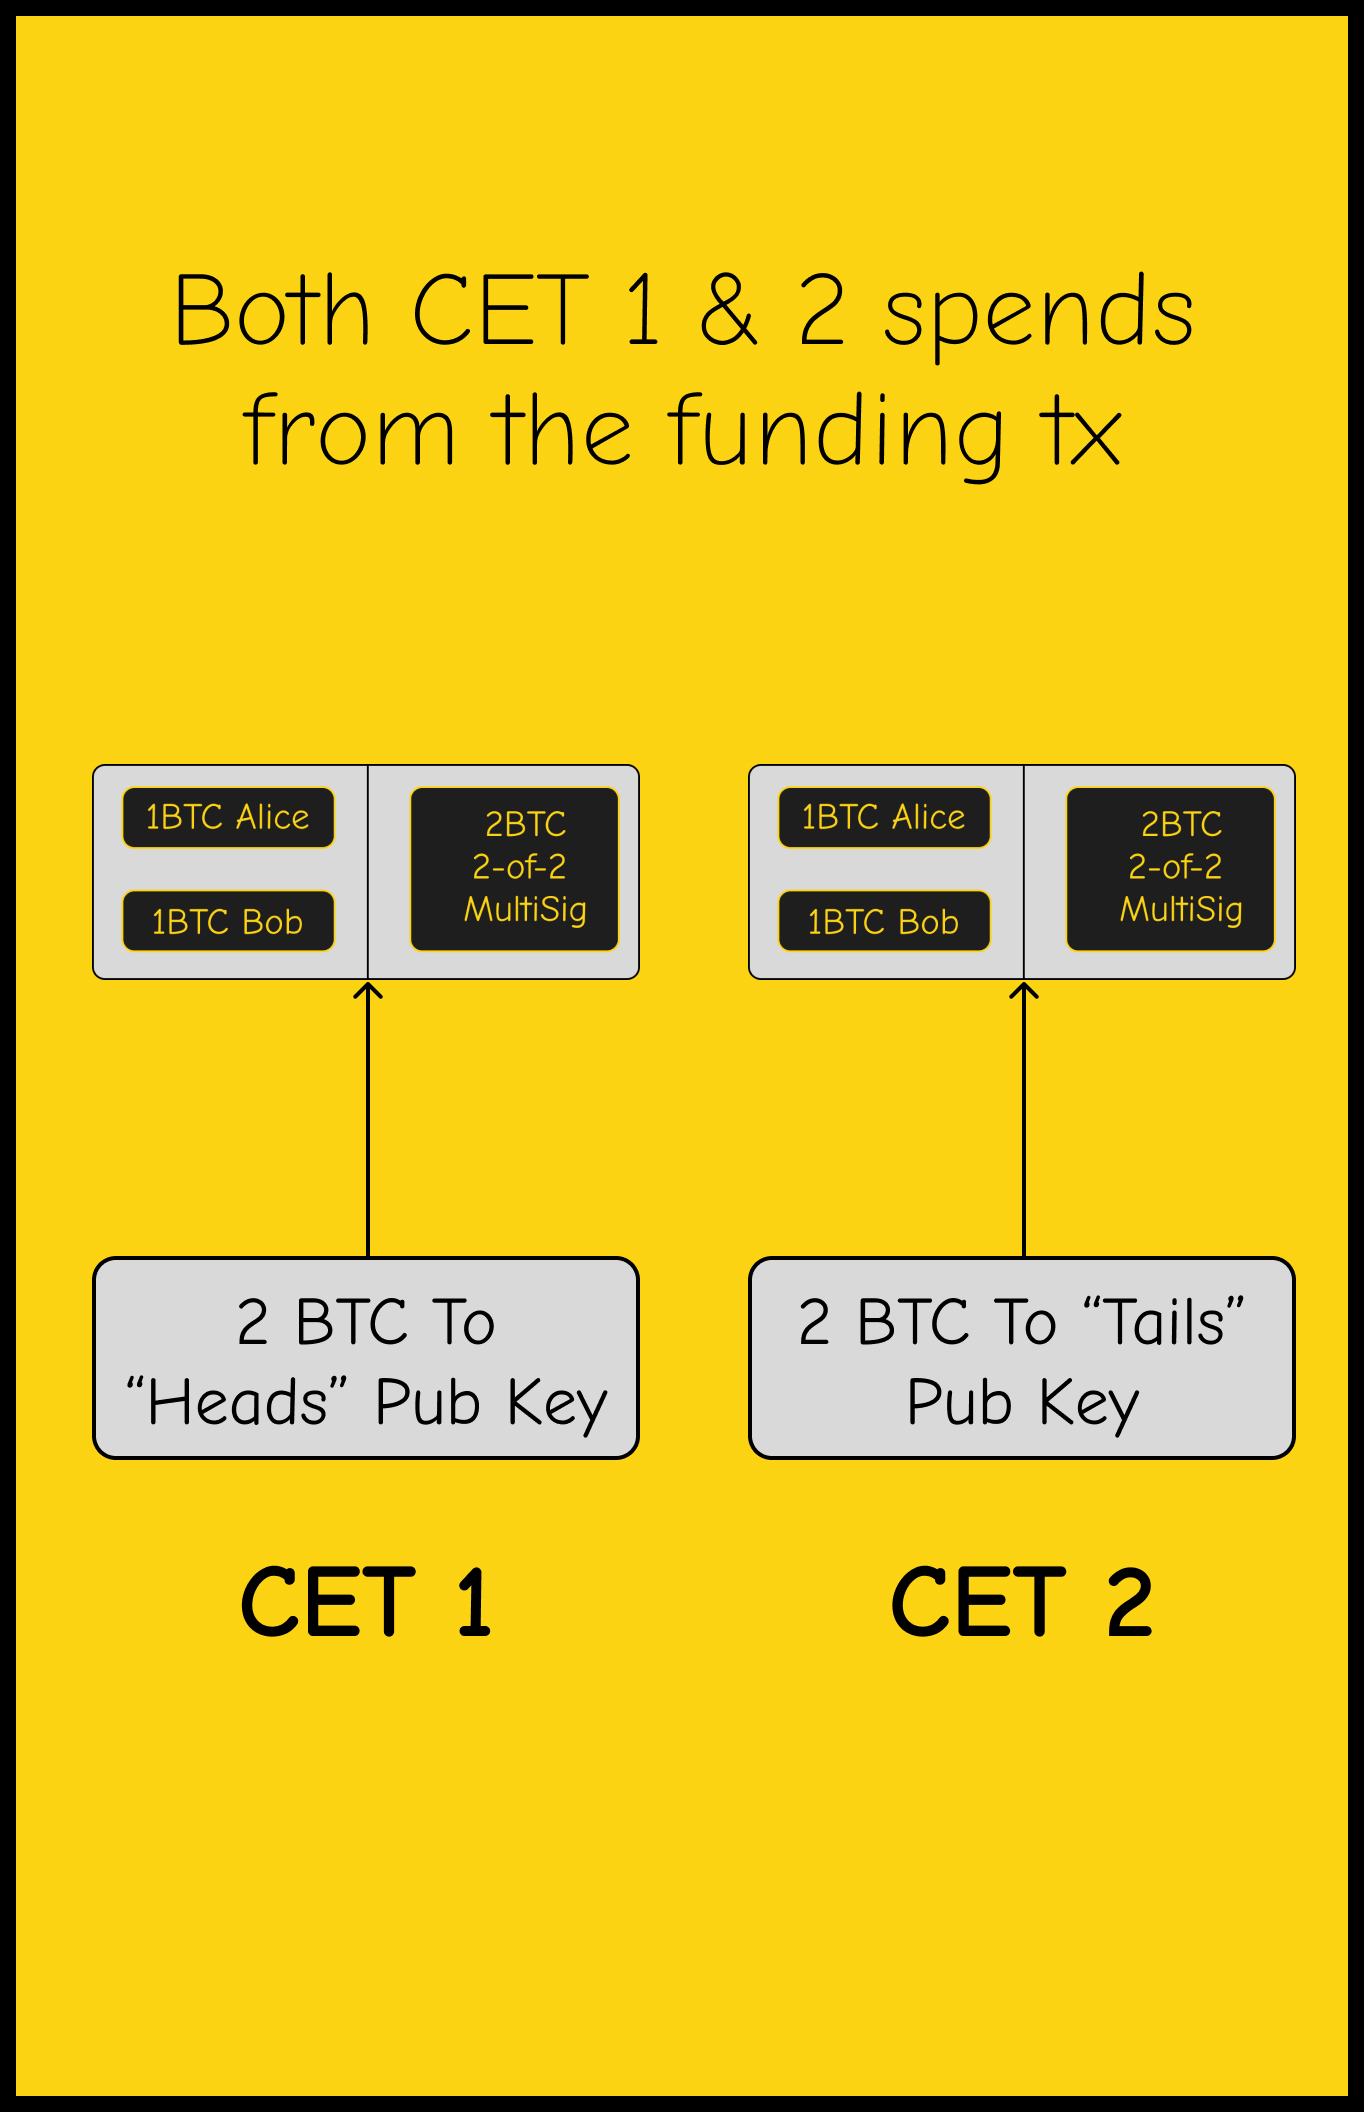 Both CET 1 & 2 spends
from the funding tx
1BTC Alice
1BTC Bob
2BTC
2-of-2
MultiSig
1BTC Alice
1BTC Bob
2BTC
2-of-2
MultiSig
2 BTC To
“Heads” Pub Key
2 BTC To “Tails”
Pub Key
CET 1
CET 2